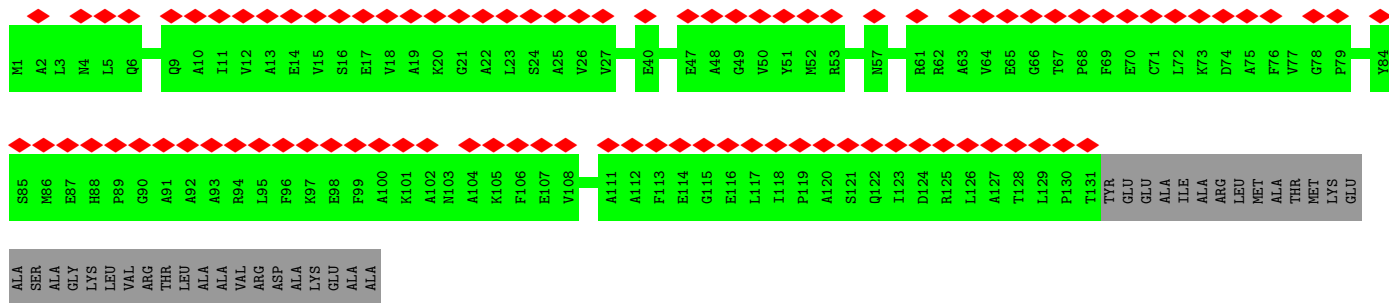 M1 A2 L3 N4 L5 Q6 Q9 A10 I11 V12 A13 E14 V15 S16 E17 V18 A19 K20 G21 A22 L23 S24 A25 V26 V27 E40 E47 A48 G49 V50 Y51 M52 R53 N57 R61 R62 A63 V64 E65 G66 T67 P68 F69 E70 C71 L72 K73 D74 A75 F76 V77 G78 P79 Y84
S85 M86 E87 H88 P89 G90 A91 A92 A93 R94 L95 F96 K97 E98 F99 A100 K101 A102 N103 A104 K105 F106 E107 V108 A111 A112 F113 E114 G115 E116 L117 I118 P119 A120 S121 Q122 I123 D124 R125 L126 A127 T128 L129 P130 T131 TYR GLU GLU ALA ILE ALA ARG LEU MET ALA THR MET LYS GLU
ALA SER ALA GLY LYS LEU VAL ARG THR LEU ALA ALA VAL ARG ASP ALA LYS GLU ALA ALA